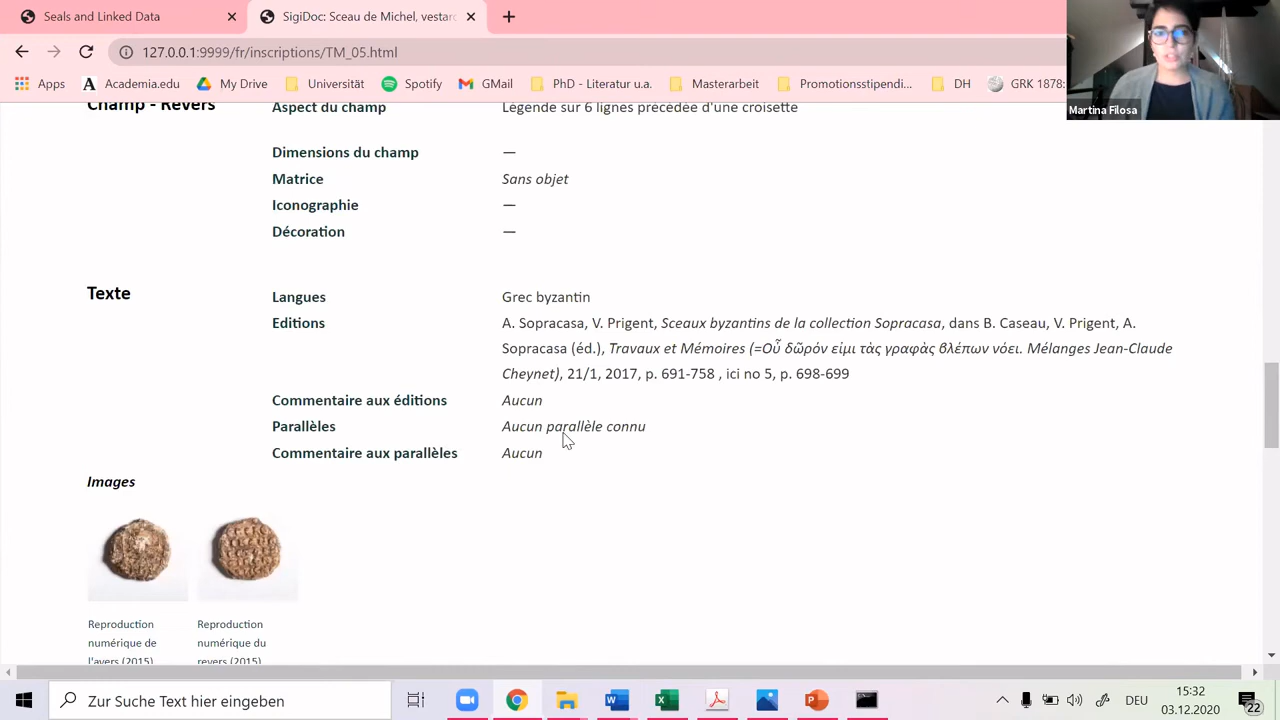 Seals and Linked Data
SigiDoc: Sceau de Michel, vestarc
127.0.0.1:9999/fr/inscriptions/TM_05.html
Apps Academia.edu My Drive Universität Spotify GMail PhD - Literatur u.a. Masterarbeit Promotionsstipendi... DH GRK 1878:
Martina Filosa
Champ - Revers
Aspect du champ Légende sur 6 lignes précédée d'une croisette
Dimensions du champ —
Matrice Sans objet
Iconographie —
Décoration —
Texte
Langues Grec byzantin
Editions A. Sopracasa, V. Prigent, Sceaux byzantins de la collection Sopracasa, dans B. Caseau, V. Prigent, A.
Sopracasa (éd.), Travaux et Mémoires (=Οὗ δῶρόν εἰμι τὰς γραφὰς βλέπων νόει. Mélanges Jean-Claude
Cheynet), 21/1, 2017, p. 691-758 , ici no 5, p. 698-699
Commentaire aux éditions Aucun
Parallèles Aucun parallèle connu
Commentaire aux parallèles Aucun
Images
Reproduction
numérique de
l'avers (2015)
Reproduction
numérique du
revers (2015)
Zur Suche Text hier eingeben
DEU
15:32
03.12.2020
22